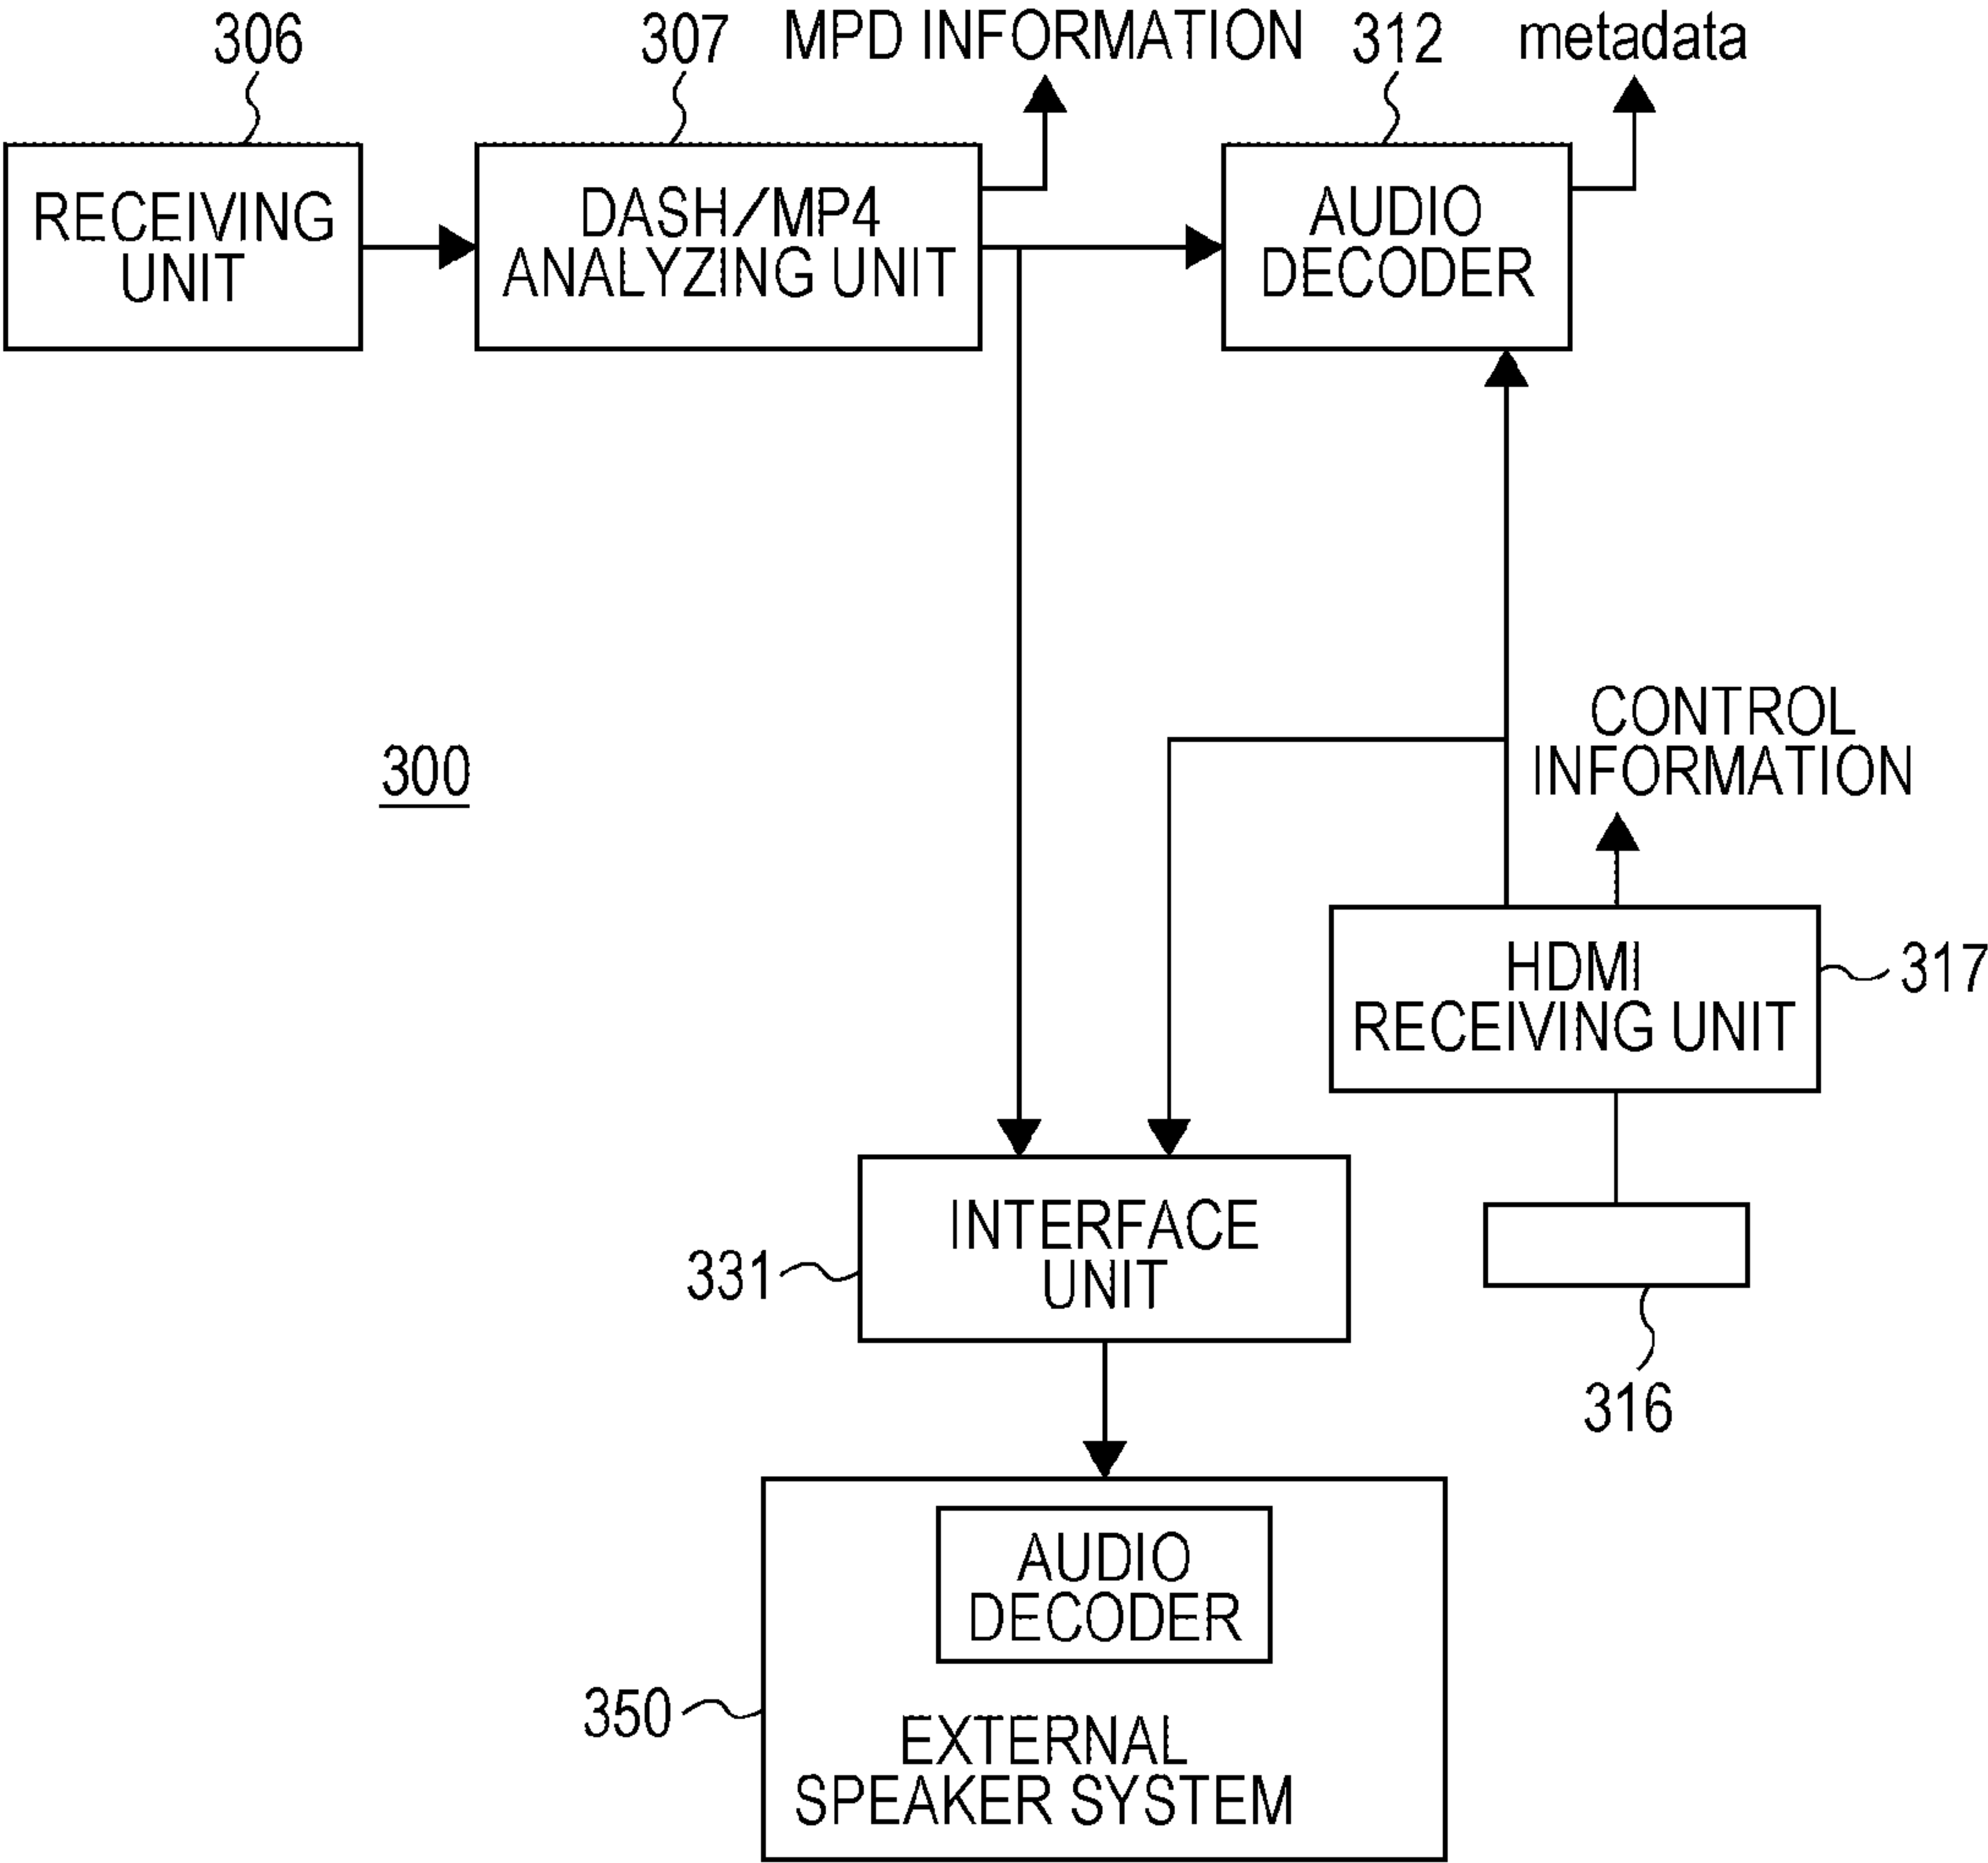 306
307
MPD INFORMATION
312
metadata
RECEIVING
UNIT
DASH/MP4
ANALYZING UNIT
AUDIO
DECODER
300
CONTROL
INFORMATION
HDMI
RECEIVING UNIT
317
INTERFACE
UNIT
331
316
AUDIO
DECODER
350
EXTERNAL
SPEAKER SYSTEM